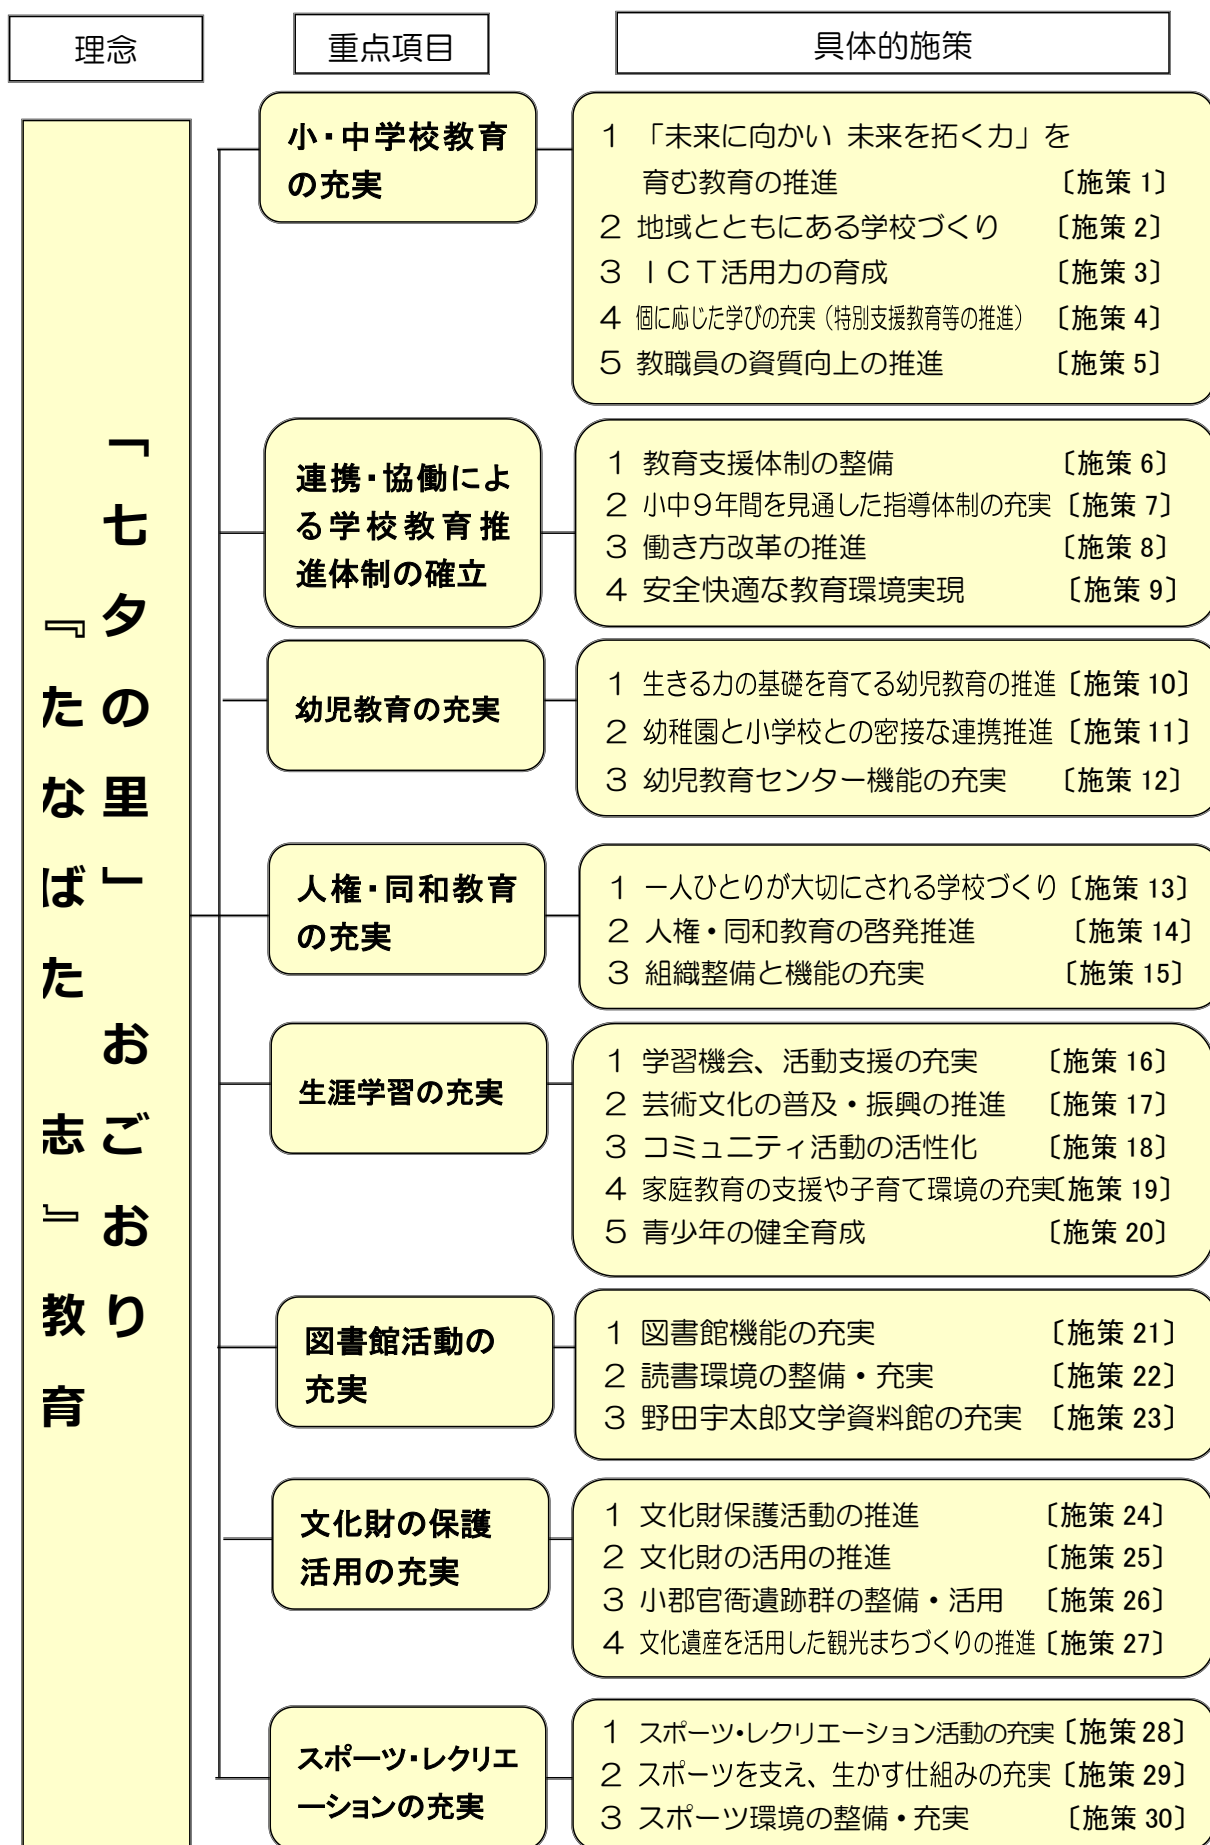 理念
重点項目
具体的施策
「七夕の里」おごおり
『たなばた志』教育
小・中学校教育
の充実
1 「未来に向かい 未来を拓く力」を
育む教育の推進 〔施策 1〕
2 地域とともにある学校づくり 〔施策 2〕
3 ＩＣＴ活用力の育成 〔施策 3〕
4 個に応じた学びの充実（特別支援教育等の推進） 〔施策 4〕
5 教職員の資質向上の推進 〔施策 5〕
連携・協働によ
る学校教育推
進体制の確立
1 教育支援体制の整備 〔施策 6〕
2 小中９年間を見通した指導体制の充実 〔施策 7〕
3 働き方改革の推進 〔施策 8〕
4 安全快適な教育環境実現 〔施策 9〕
幼児教育の充実
1 生きる力の基礎を育てる幼児教育の推進 〔施策 10〕
2 幼稚園と小学校との密接な連携推進 〔施策 11〕
3 幼児教育センター機能の充実 〔施策 12〕
人権・同和教育
の充実
1 一人ひとりが大切にされる学校づくり 〔施策 13〕
2 人権・同和教育の啓発推進 〔施策 14〕
3 組織整備と機能の充実 〔施策 15〕
生涯学習の充実
1 学習機会、活動支援の充実 〔施策 16〕
2 芸術文化の普及・振興の推進 〔施策 17〕
3 コミュニティ活動の活性化 〔施策 18〕
4 家庭教育の支援や子育て環境の充実 〔施策 19〕
5 青少年の健全育成 〔施策 20〕
図書館活動の
充実
1 図書館機能の充実 〔施策 21〕
2 読書環境の整備・充実 〔施策 22〕
3 野田宇太郎文学資料館の充実 〔施策 23〕
文化財の保護
活用の充実
1 文化財保護活動の推進 〔施策 24〕
2 文化財の活用の推進 〔施策 25〕
3 小郡官衙遺跡群の整備・活用 〔施策 26〕
4 文化遺産を活用した観光まちづくりの推進 〔施策 27〕
スポーツ・レクリエ
ーションの充実
1 スポーツ・レクリエーション活動の充実 〔施策 28〕
2 スポーツを支え、生かす仕組みの充実 〔施策 29〕
3 スポーツ環境の整備・充実 〔施策 30〕